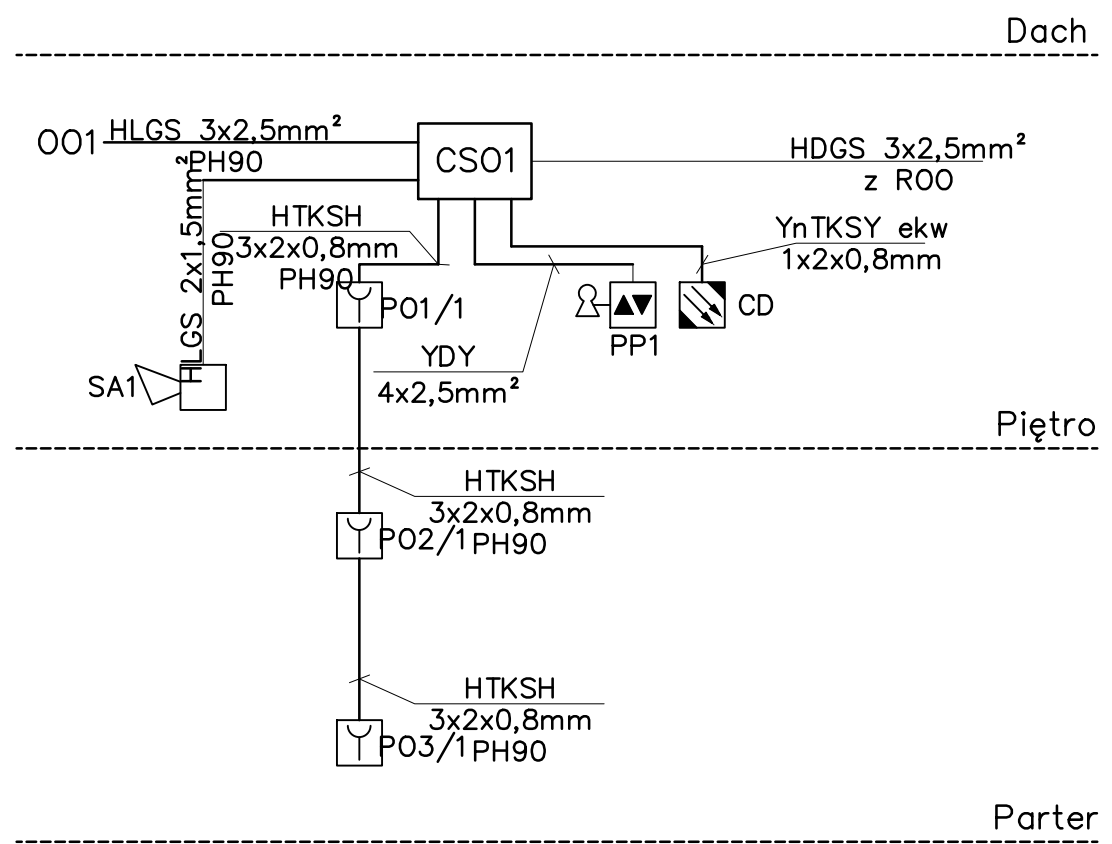 Dach
OO1
HLGS 3x2,5mm²
PH90
CSO1
HDGS 3x2,5mm²
z ROO
HLGS 2x1,5mm²
PH90
HTKSH
3x2x0,8mm
PH90
YnTKSY ekw
1x2x0,8mm
PO1/1
CD
PP1
YDY
4x2,5mm²
SA1
Piętro
HTKSH
3x2x0,8mm
PO2/1
PH90
HTKSH
3x2x0,8mm
PO3/1
PH90
Parter